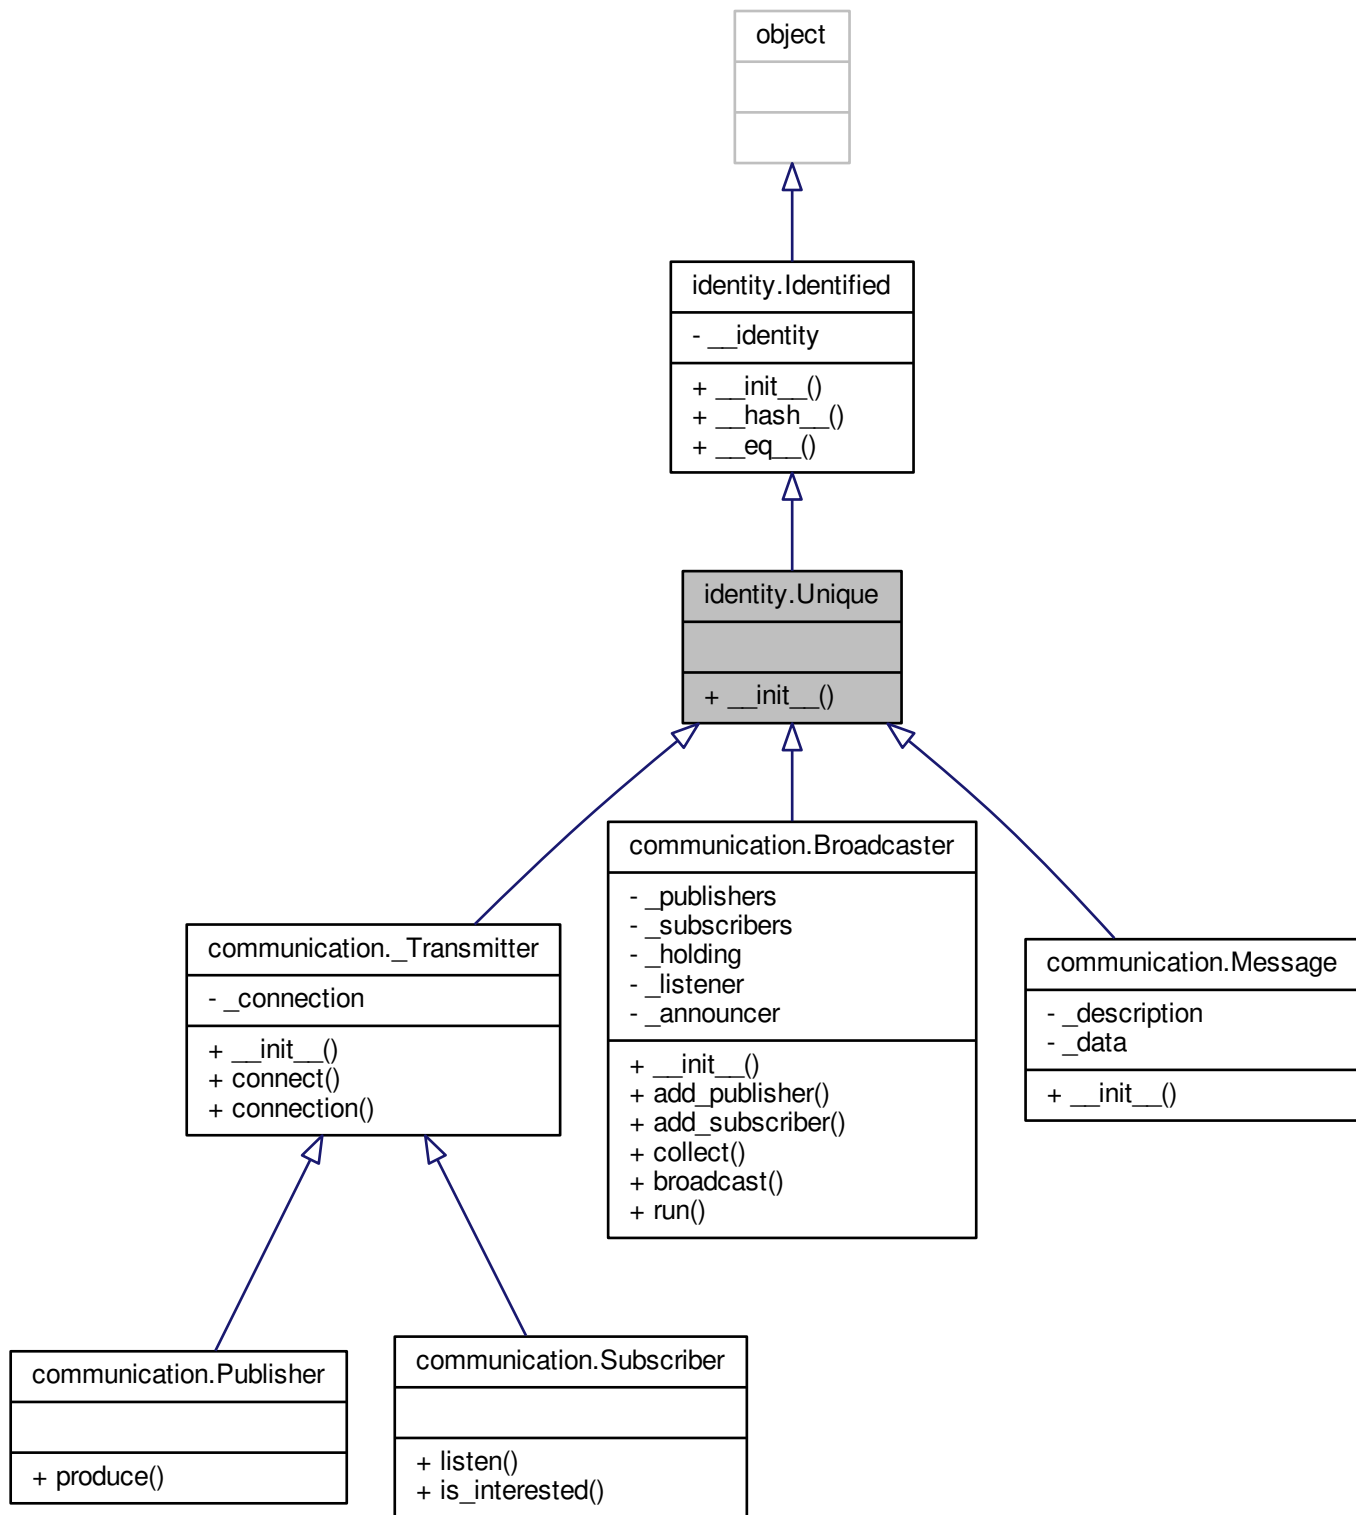 object
identity.Identified
- __identity
+ __init__()
+ __hash__()
+ __eq__()
identity.Unique
+ __init__()
communication._Transmitter
- _connection
+ __init__()
+ connect()
+ connection()
communication.Broadcaster
- _publishers
- _subscribers
- _holding
- _listener
- _announcer
+ __init__()
+ add_publisher()
+ add_subscriber()
+ collect()
+ broadcast()
+ run()
communication.Message
- _description
- _data
+ __init__()
communication.Publisher
+ produce()
communication.Subscriber
+ listen()
+ is_interested()